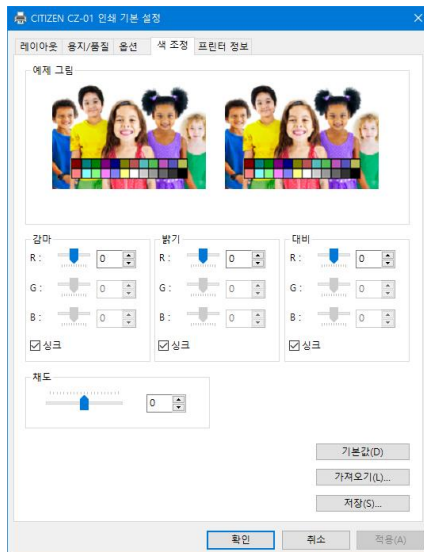 CITIZEN CZ-01 인쇄 기본 설정
레이아웃 용지/품질 옵션 색 조정 프린터 정보
예제 그림
감마 밝기 대비
R : 0 R : 0 R : 0
G : 0 G : 0 G : 0
B : 0 B : 0 B : 0
싱크 싱크 싱크
채도
0
기본값(D)
가져오기(L)...
저장(S)...
확인 취소 적용(A)